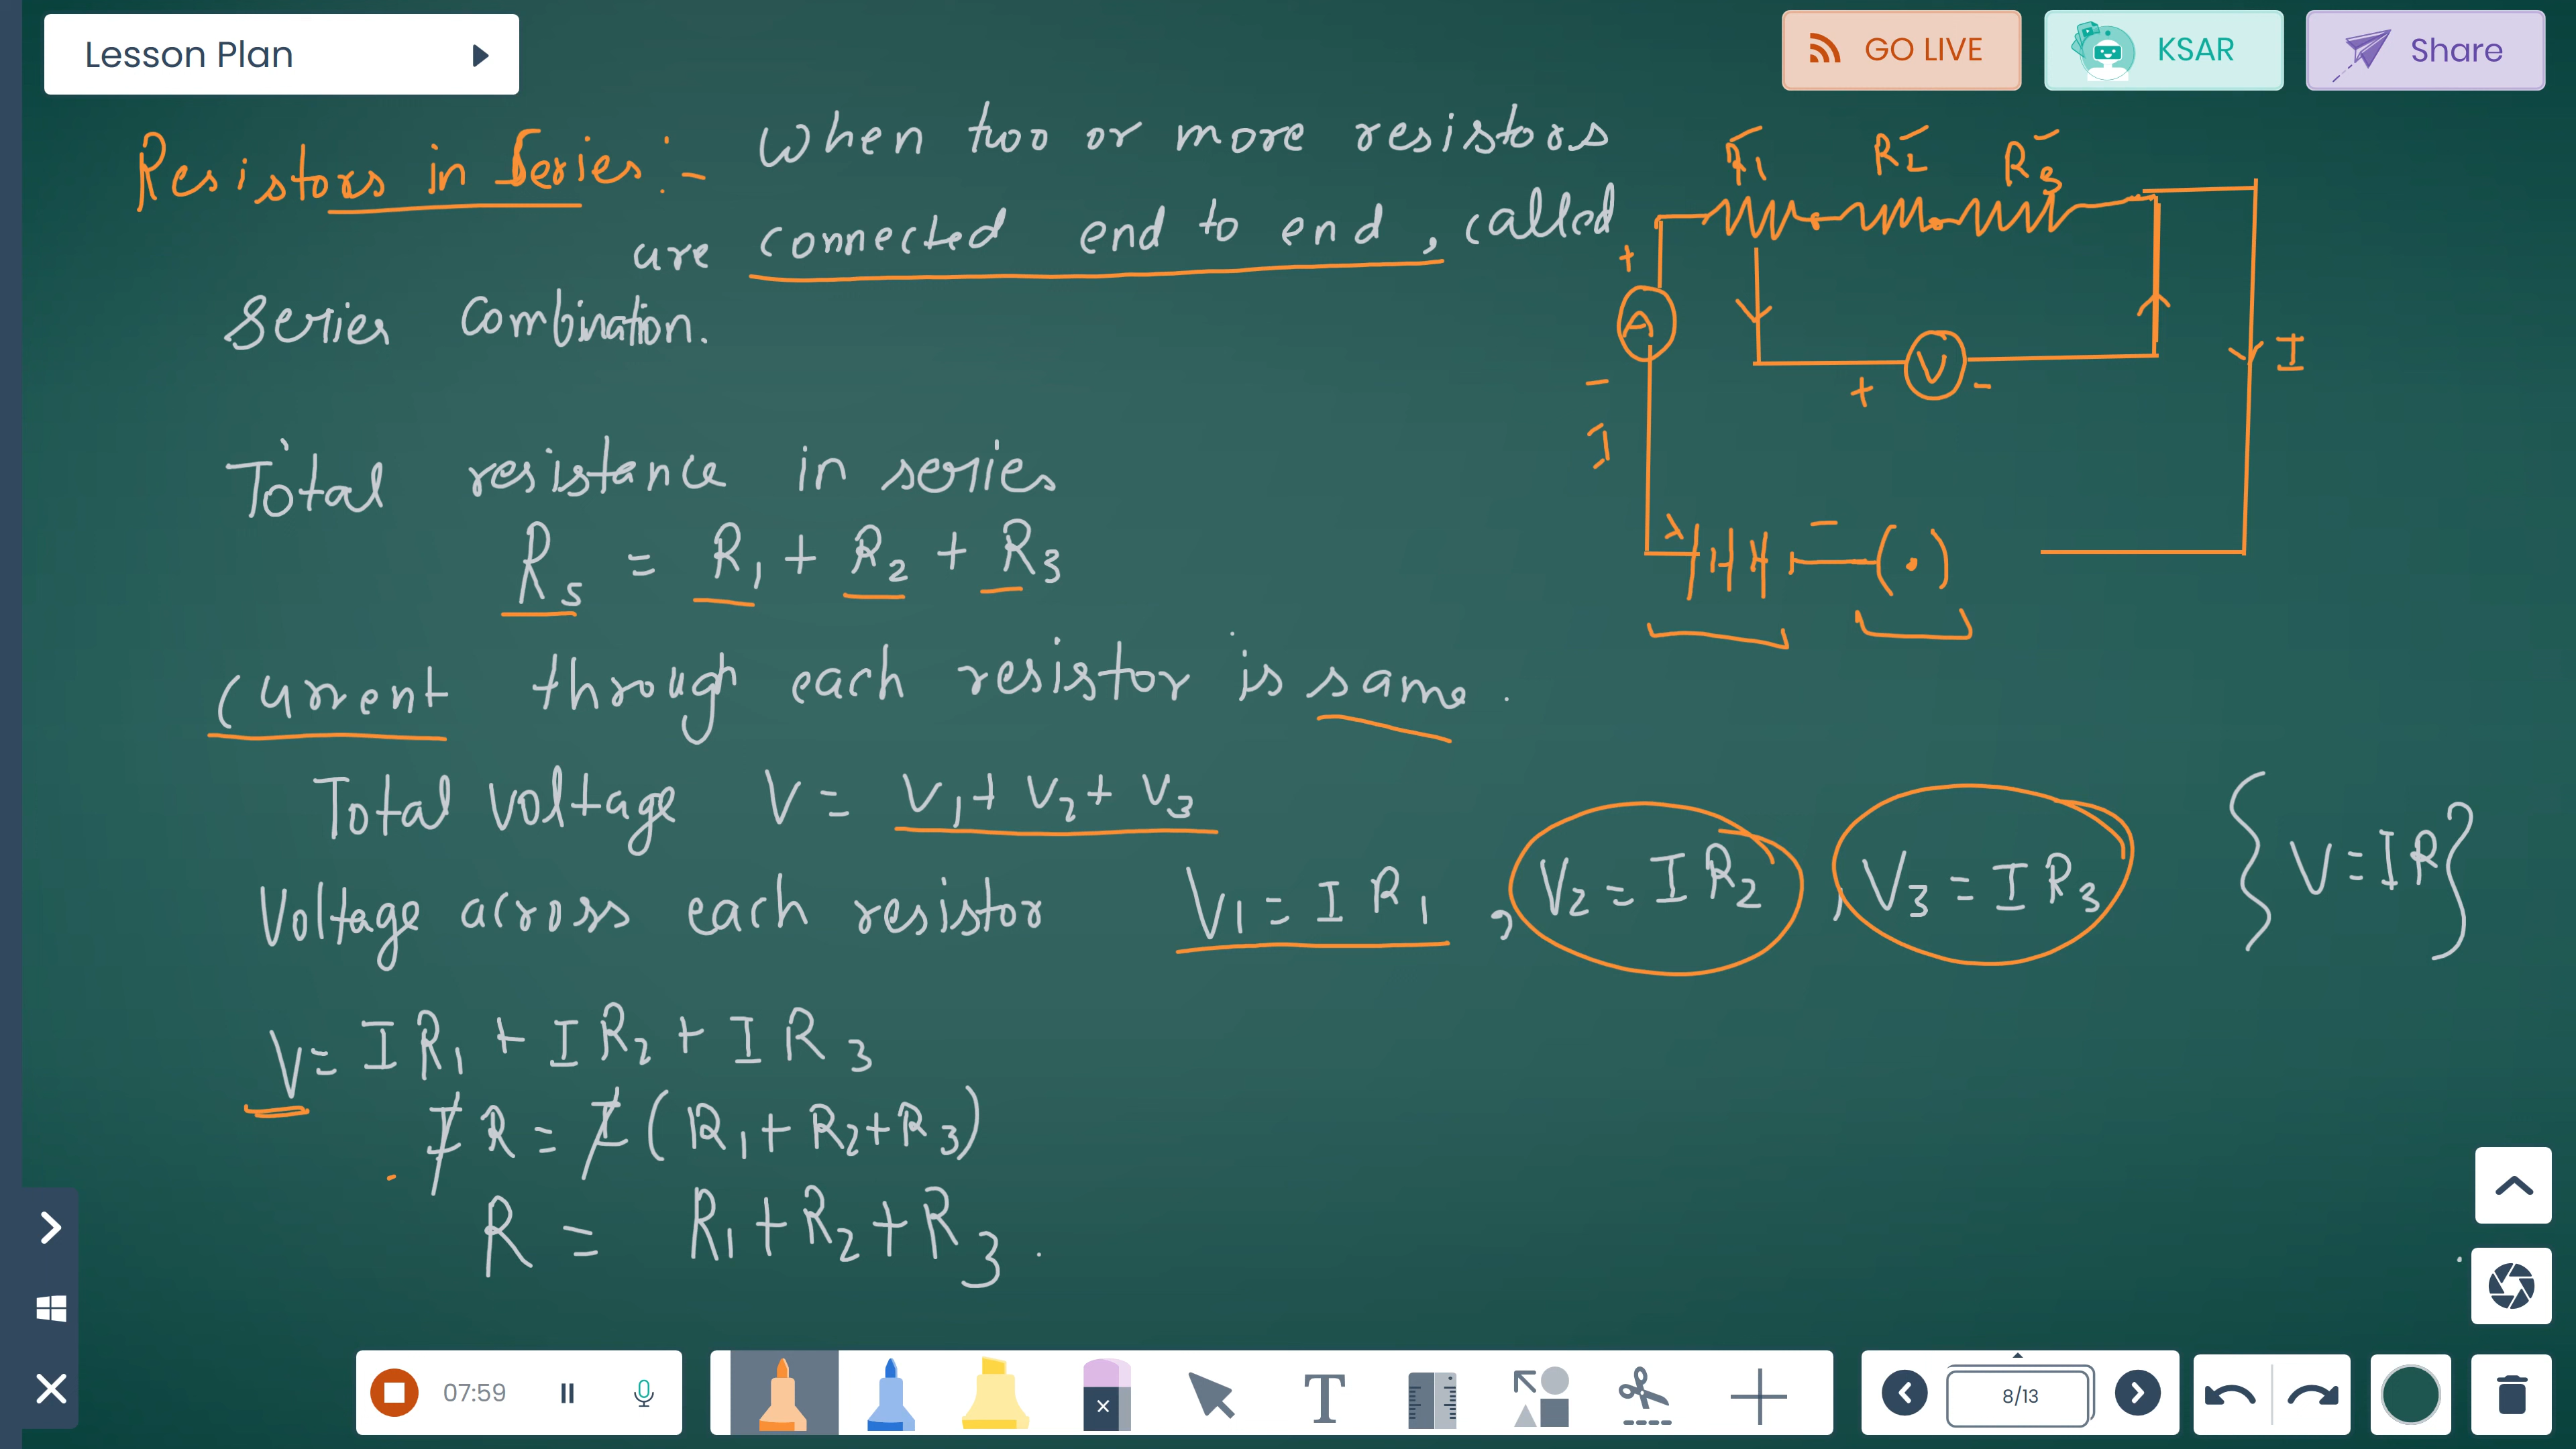 Lesson Plan
GO LIVE
KSAR
Share
Resistors in Series :- When two or more resistors
are connected end to end, called
Series Combination.
Total resistance in series
Rs = R1 + R2 + R3
Current through each resistor is same.
Total voltage V = V1 + V2 + V3
Voltage across each resistor V1 = I R1 , V2 = I R2 , V3 = I R3 { V = I R }
V = I R1 + I R2 + I R3
I R = I ( R1 + R2 + R3 )
R = R1 + R2 + R3 .
R1 R2 R3
+
A
-
I
+ V -
I
-
( . )
07:59
T
8/13